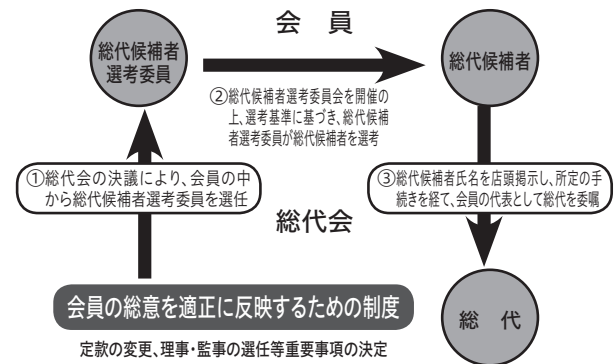 会員
総代候補者
選考委員
総代候補者
②総代候補者選考委員会を開催の
上、選考基準に基づき、総代候補
者選考委員が総代候補者を選考
①総代会の決議により、会員の中
から総代候補者選考委員を選任
③総代候補者氏名を店頭掲示し、所定の手
続きを経て、会員の代表として総代を委嘱
総代会
会員の総意を適正に反映するための制度
定款の変更、理事・監事の選任等重要事項の決定
総代